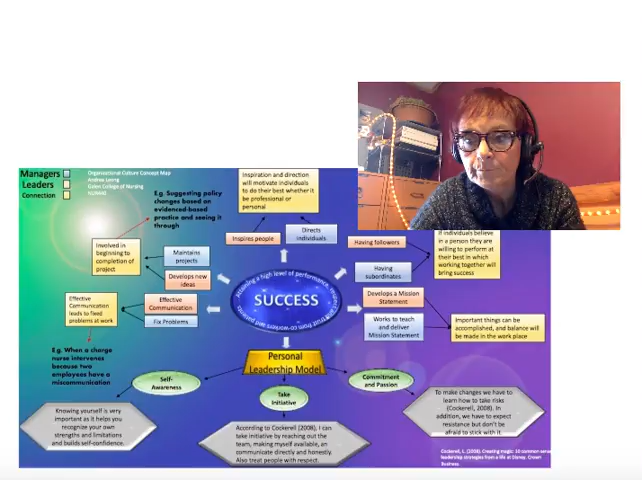 Managers
Leaders
Connection
Organizational Culture Concept Map
College of Nursing
E.g. Suggesting policy
changes based on
evidenced-based
practice and seeing it
through
Inspiration and direction
will motivate individuals
to do their best whether it
be professional or
personal
Inspires people
Directs
individuals
Having followers
Having
subordinates
if individuals believe
in a person they are
willing to perform at
their best in which
working together will
bring success
Involved in
beginning to
completion of
project
Maintains
projects
Develops new
ideas
Effective
Communication
leads to fixed
problems at work
Effective
Communication
Fix Problems
E.g. When a charge
nurse intervenes because
two employees have a
miscommunication
SUCCESS
Develops a Mission
Statement
Works to teach
and deliver
Mission Statement
Important things can be
accomplished, and balance will
be made in the work place
Personal
Leadership Model
Self-
Awareness
Take
Initiative
Commitment
and Passion
Knowing yourself is very
important as it helps you
recognize your own
strengths and limitations
and builds self-confidence.
According to Cockerell (2008), I can
take initiative by reaching out the
team, making myself available, an
communicate directly and honestly.
Also treat people with respect.
To make changes we have to
learn how to take risks
(Cockerell, 2008). In
addition, we have to expect
resistance but don't be
afraid to stick with it.
Cockerell, L. (2008). Creating magic: 10 common sense
leadership strategies from a life at Disney. Crown
Business.